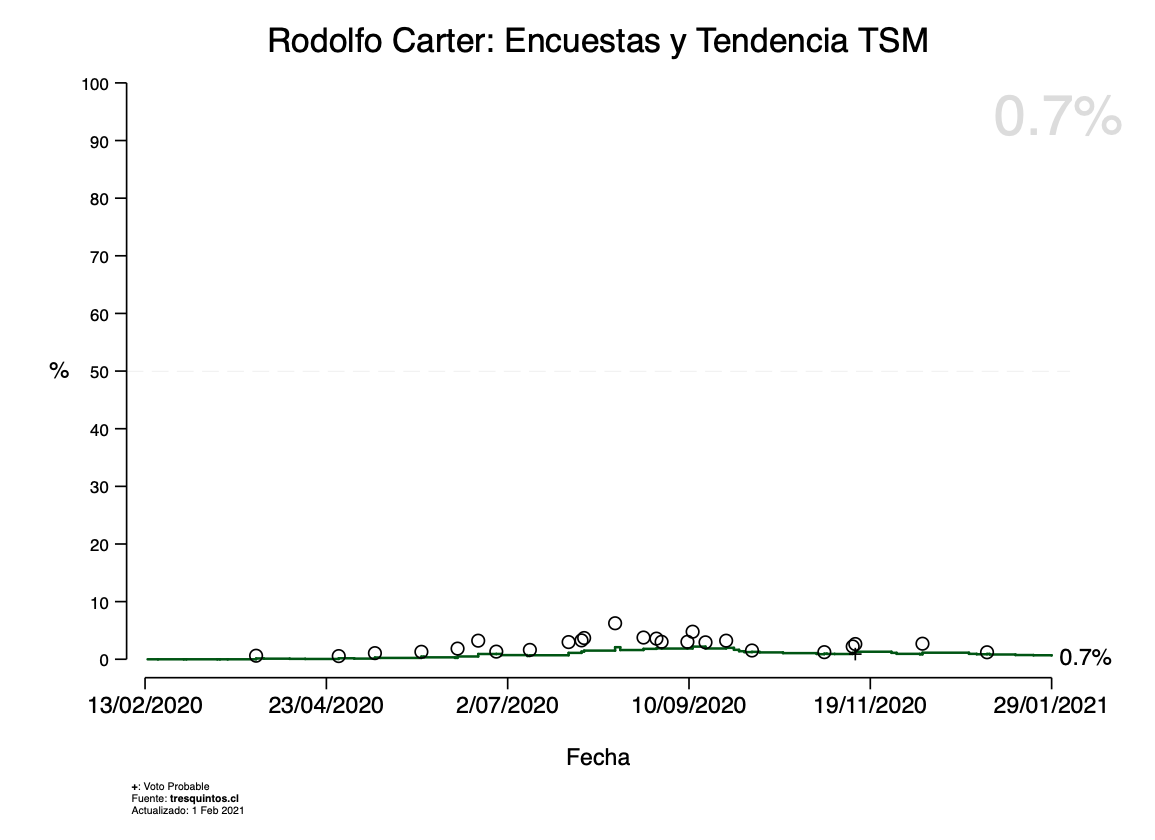 Rodolfo Carter: Encuestas y Tendencia TSM
100
0.7%
90
80
70
60
% 50
40
30
20
10
0
0.7%
13/02/2020 23/04/2020 2/07/2020 10/09/2020 19/11/2020 29/01/2021
Fecha
+: Voto Probable
Fuente: tresquintos.cl
Actualizado: 1 Feb 2021